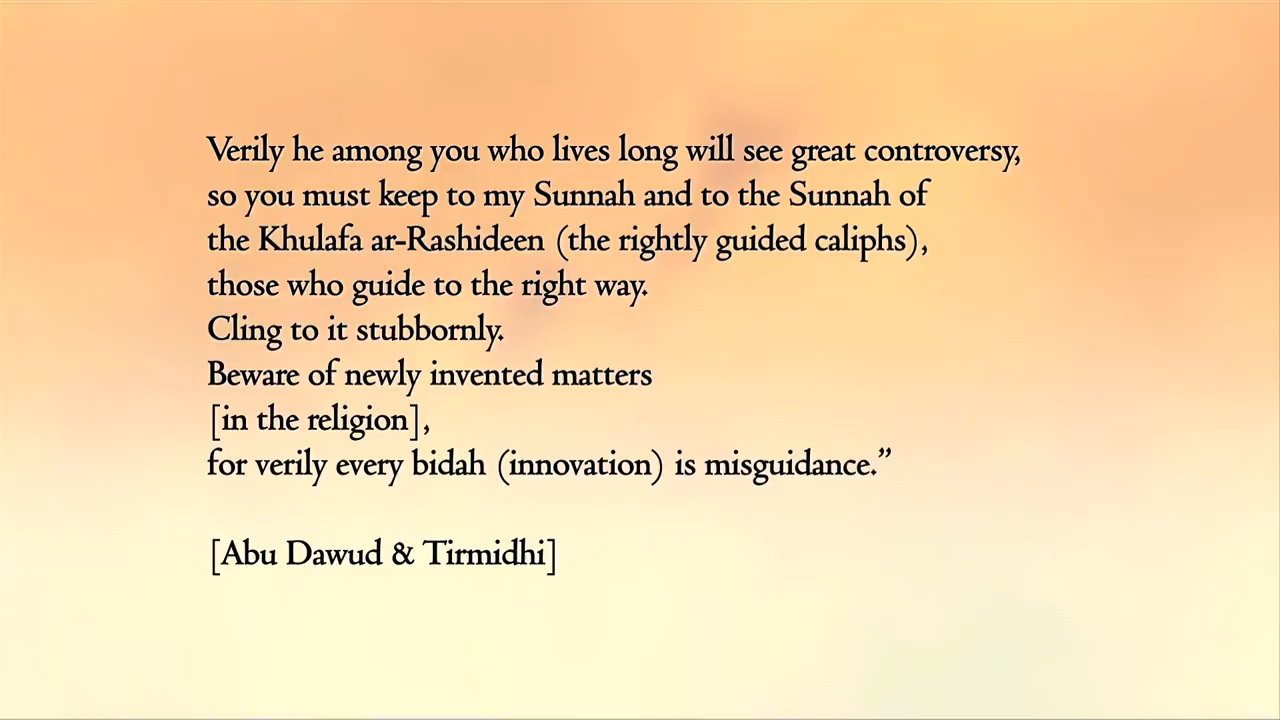 Verily he among you who lives long will see great controversy,
so you must keep to my Sunnah and to the Sunnah of
the Khulafa ar-Rashideen (the rightly guided caliphs),
those who guide to the right way.
Cling to it stubbornly.
Beware of newly invented matters
[in the religion],
for verily every bidah (innovation) is misguidance.”
[Abu Dawud & Tirmidhi]